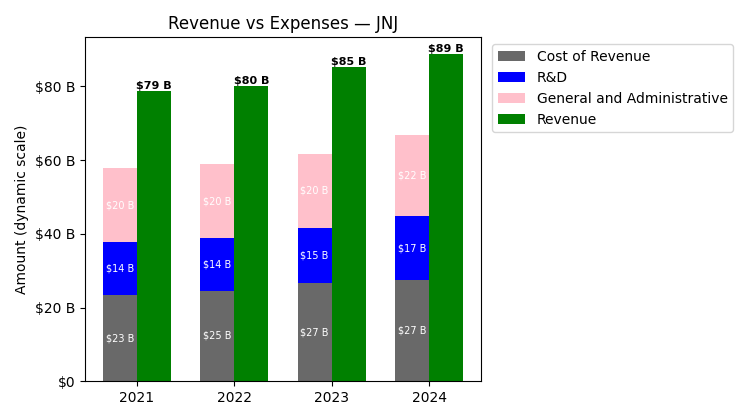 Revenue vs Expenses — JNJ
Amount (dynamic scale)
$80 B
$60 B
$40 B
$20 B
$0
$79 B
$80 B
$85 B
$89 B
$20 B
$20 B
$20 B
$22 B
$14 B
$14 B
$15 B
$17 B
$23 B
$25 B
$27 B
$27 B
2021
2022
2023
2024
Cost of Revenue
R&D
General and Administrative
Revenue